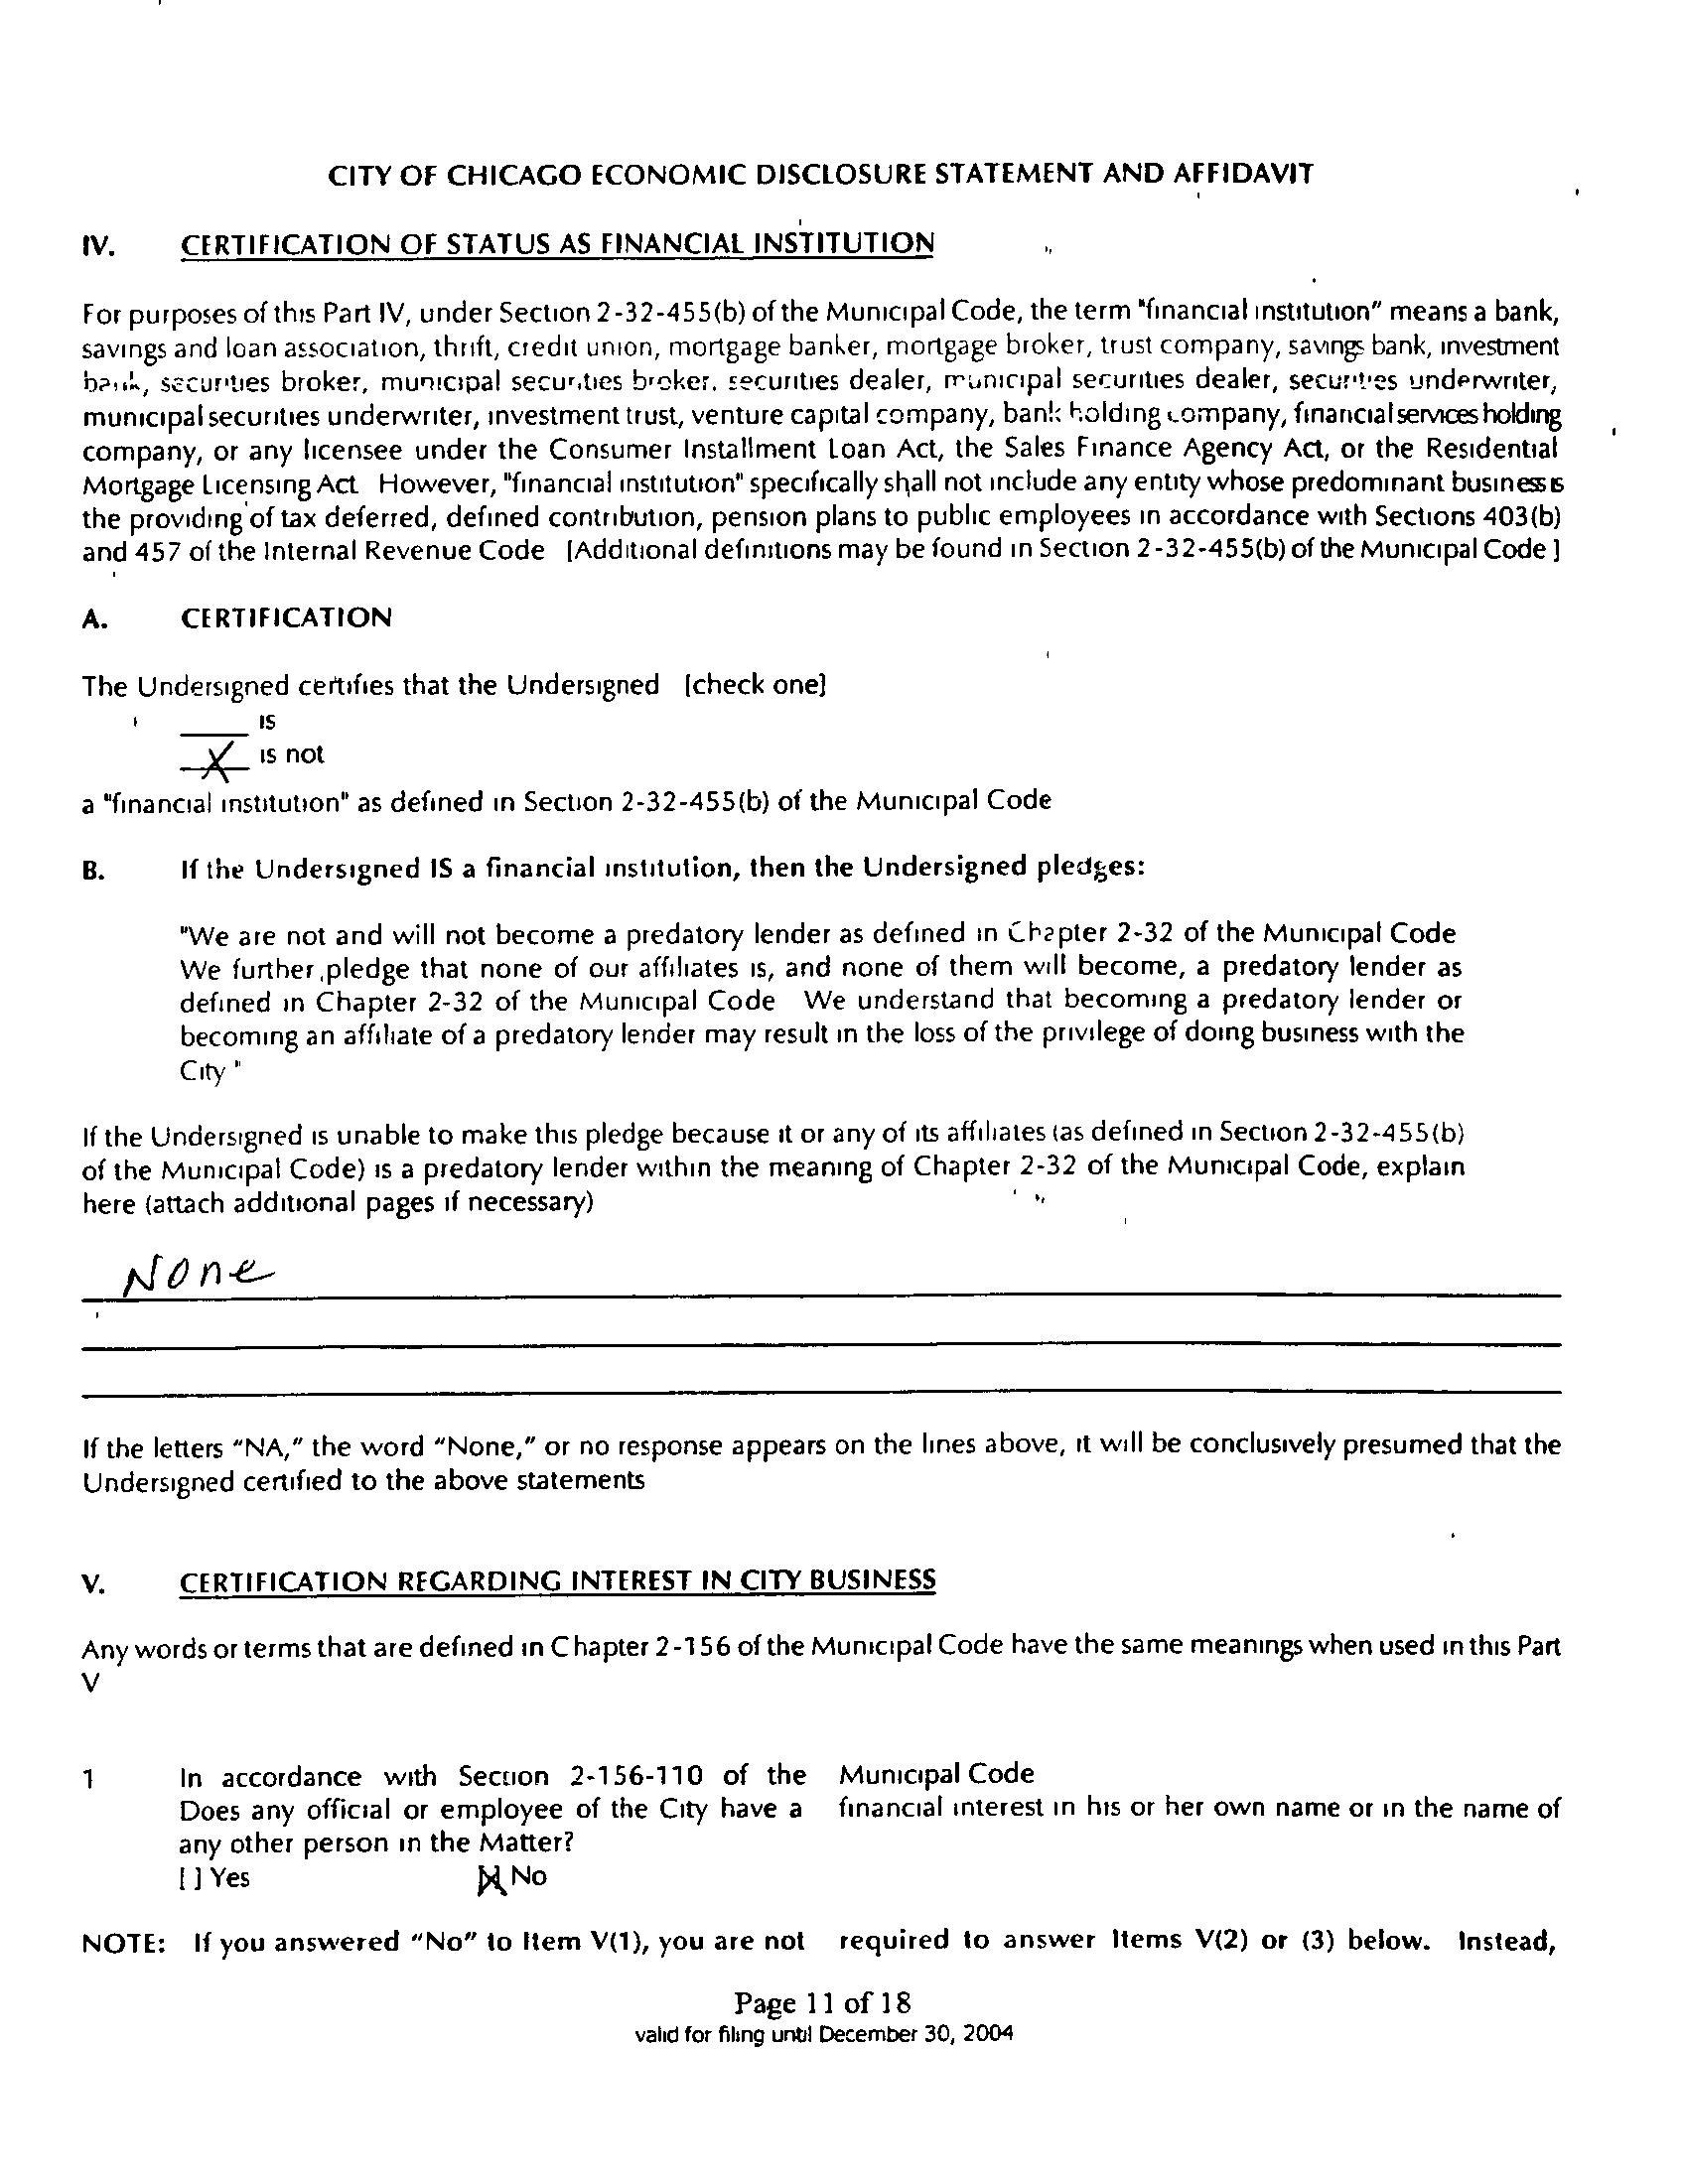 CITY OF CHICAGO ECONOMIC DISCLOSURE STATEMENT AND AFFIDAVIT
IV. CERTIFICATION OF STATUS AS FINANCIAL INSTITUTION
For purposes of this Part IV, under Section 2-32-455(b) of the Municipal Code, the term "financial institution" means a bank,
savings and loan association, thrift, credit union, mortgage banker, mortgage broker, trust company, savings bank, investment
bank, securities broker, municipal securities broker, securities dealer, municipal securities dealer, securities underwriter,
municipal securities underwriter, investment trust, venture capital company, bank holding company, financial services holding
company, or any licensee under the Consumer Installment Loan Act, the Sales Finance Agency Act, or the Residential
Mortgage Licensing Act However, "financial institution" specifically shall not include any entity whose predominant business is
the providing of tax deferred, defined contribution, pension plans to public employees in accordance with Sections 403(b)
and 457 of the Internal Revenue Code [Additional definitions may be found in Section 2-32-455(b) of the Municipal Code ]
A. CERTIFICATION
The Undersigned certifies that the Undersigned [check one]
____ is
X is not
a "financial institution" as defined in Section 2-32-455(b) of the Municipal Code
B. If the Undersigned IS a financial institution, then the Undersigned pledges:
"We are not and will not become a predatory lender as defined in Chapter 2-32 of the Municipal Code
We further pledge that none of our affiliates is, and none of them will become, a predatory lender as
defined in Chapter 2-32 of the Municipal Code We understand that becoming a predatory lender or
becoming an affiliate of a predatory lender may result in the loss of the privilege of doing business with the
City "
If the Undersigned is unable to make this pledge because it or any of its affiliates (as defined in Section 2-32-455(b)
of the Municipal Code) is a predatory lender within the meaning of Chapter 2-32 of the Municipal Code, explain
here (attach additional pages if necessary)
None
If the letters "NA," the word "None," or no response appears on the lines above, it will be conclusively presumed that the
Undersigned certified to the above statements
V. CERTIFICATION REGARDING INTEREST IN CITY BUSINESS
Any words or terms that are defined in Chapter 2-156 of the Municipal Code have the same meanings when used in this Part
V
1 In accordance with Section 2-156-110 of the Municipal Code
Does any official or employee of the City have a financial interest in his or her own name or in the name of
any other person in the Matter?
[ ] Yes [X] No
NOTE: If you answered "No" to Item V(1), you are not required to answer Items V(2) or (3) below. Instead,
Page 11 of 18
valid for filing until December 30, 2004